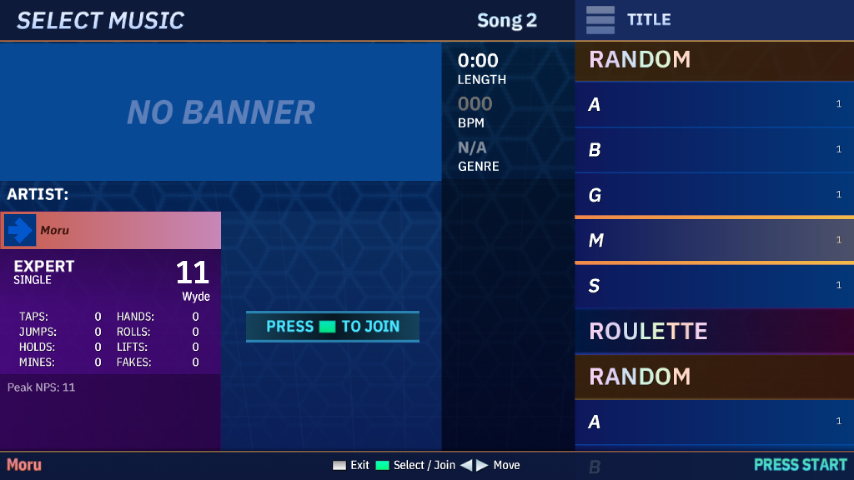 SELECT MUSIC
Song 2
TITLE
NO BANNER
0:00
LENGTH
000
BPM
N/A
GENRE
ARTIST:
Moru
EXPERT
SINGLE
11
Wyde
TAPS: 0 HANDS: 0
JUMPS: 0 ROLLS: 0
HOLDS: 0 LIFTS: 0
MINES: 0 FAKES: 0
Peak NPS: 11
PRESS TO JOIN
RANDOM
A 1
B 1
G 1
M 1
S 1
ROULETTE
RANDOM
A 1
B
Moru
Exit Select / Join Move
PRESS START